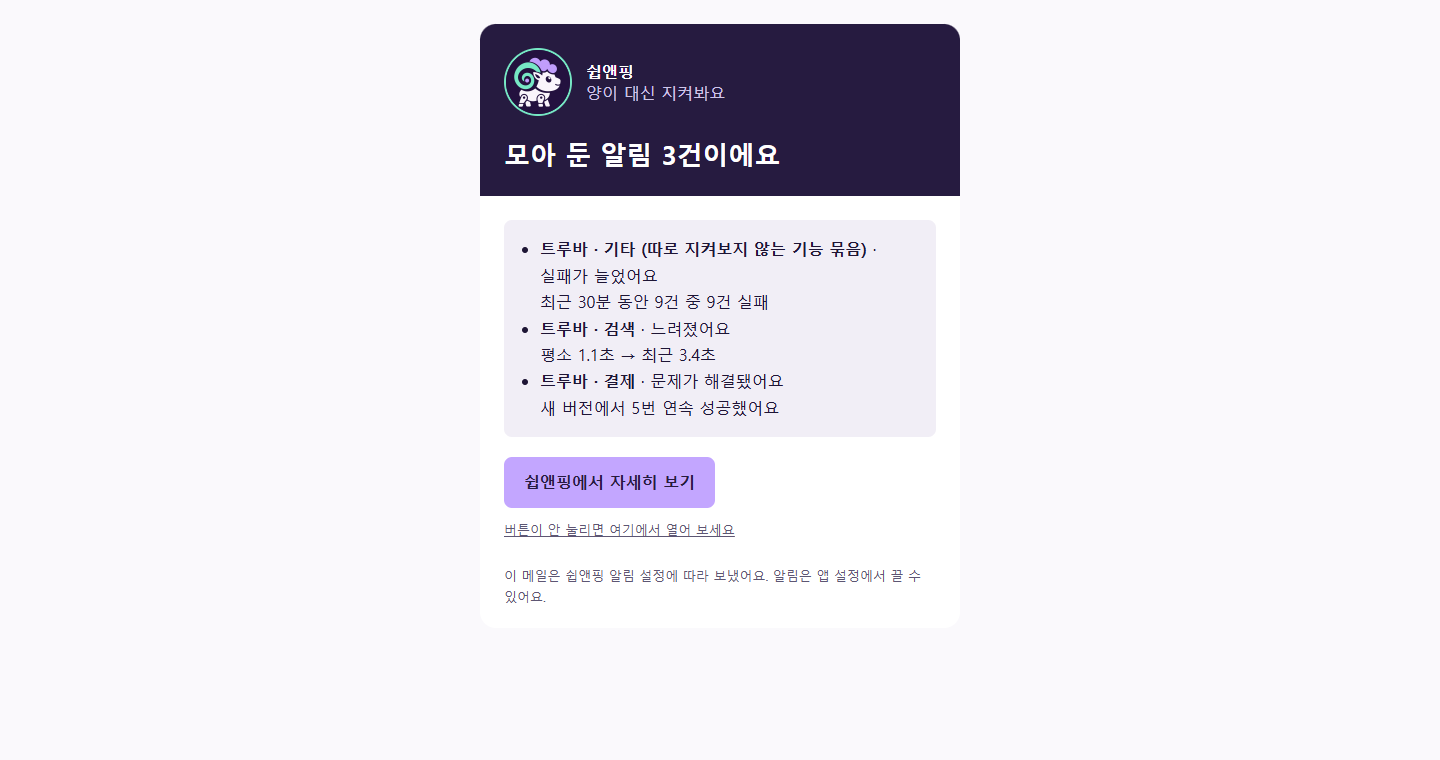 쉽앤핑
양이 대신 지켜봐요
모아 둔 알림 3건이에요
• 트루바 · 기타 (따로 지켜보지 않는 기능 묶음) ·
실패가 늘었어요
최근 30분 동안 9건 중 9건 실패
• 트루바 · 검색 · 느려졌어요
평소 1.1초 → 최근 3.4초
• 트루바 · 결제 · 문제가 해결됐어요
새 버전에서 5번 연속 성공했어요
쉽앤핑에서 자세히 보기
버튼이 안 눌리면 여기에서 열어 보세요
이 메일은 쉽앤핑 알림 설정에 따라 보냈어요. 알림은 앱 설정에서 끌 수
있어요.